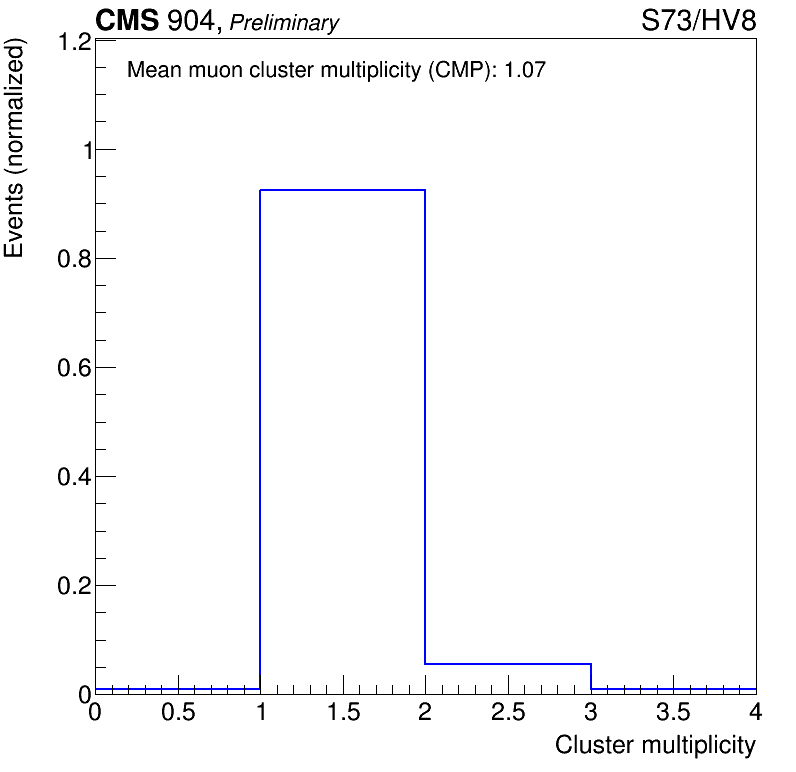 CMS 904, Preliminary
S73/HV8
Mean muon cluster multiplicity (CMP): 1.07
Events (normalized)
1.2
1
0.8
0.6
0.4
0.2
0
0 0.5 1 1.5 2 2.5 3 3.5 4
Cluster multiplicity